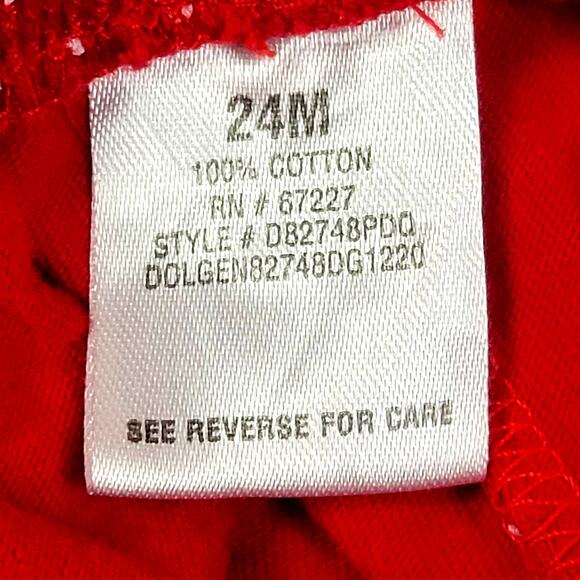 24M
100% COTTON
RN # 67227
STYLE # D82748PDQ
DOLGEN82748DG1220
SEE REVERSE FOR CARE